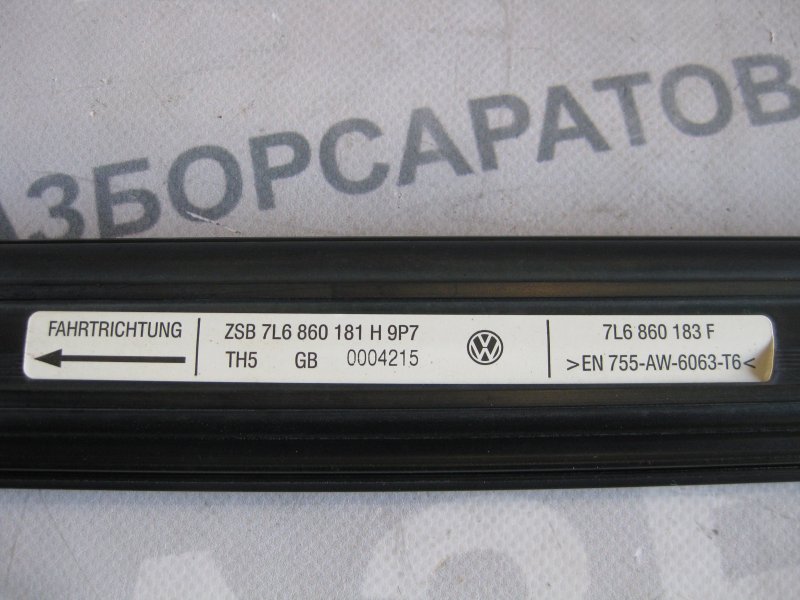 АЗБОРСАРАТОВ
FAHRTRICHTUNG
ZSB 7L6 860 181 H 9P7
TH5 GB 0004215
7L6 860 183 F
>EN 755-AW-6063-T6<